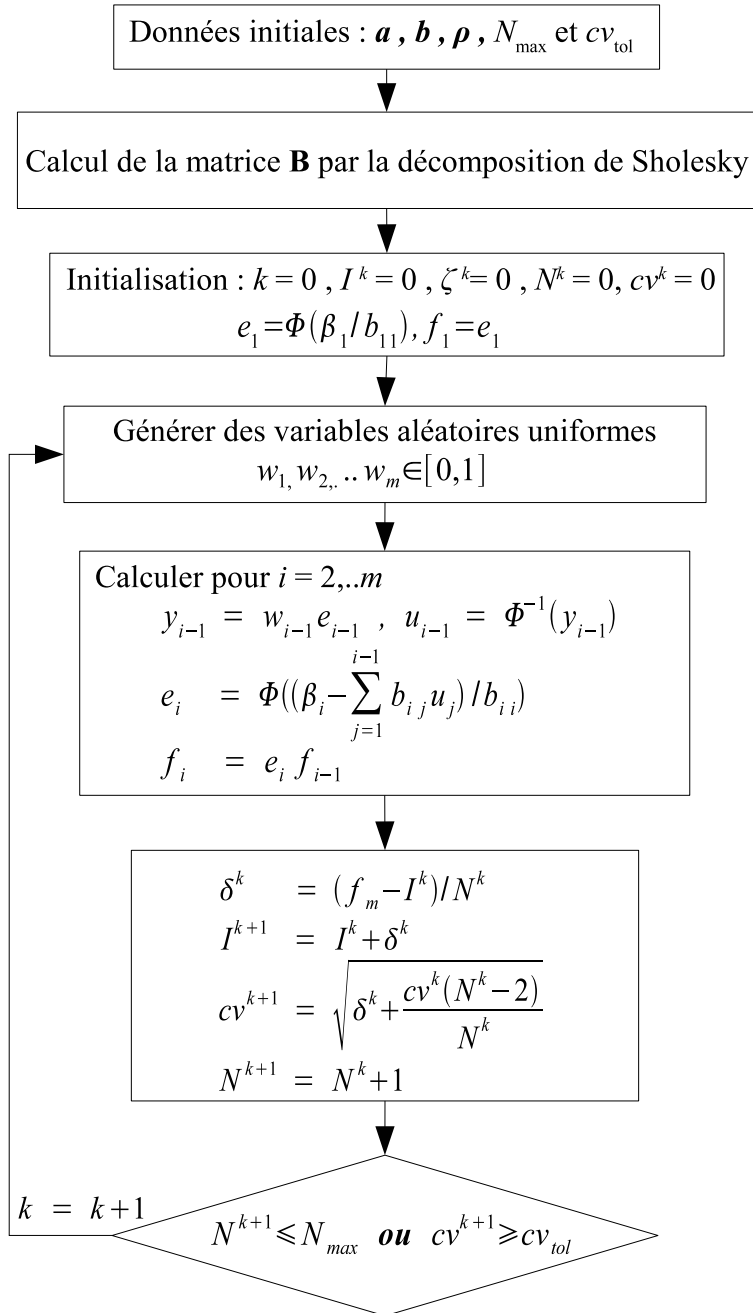 Données initiales : a , b , ρ , N_max et cv_tol
Calcul de la matrice B par la décomposition de Sholesky
Initialisation : k = 0 , I^k = 0 , ζ^k = 0 , N^k = 0, cv^k = 0
e_1 = Φ(β_1/b_11), f_1 = e_1
Générer des variables aléatoires uniformes
w_1, w_2,. .. w_m ∈ [0,1]
Calculer pour i = 2,..m
y_{i−1} = w_{i−1} e_{i−1} , u_{i−1} = Φ^{−1}(y_{i−1})
e_i = Φ((β_i − ∑_{j=1}^{i−1} b_{i j} u_j)/b_{i i})
f_i = e_i f_{i−1}
δ^k = (f_m − I^k)/N^k
I^{k+1} = I^k + δ^k
cv^{k+1} = √(δ^k + cv^k(N^k−2)/N^k)
N^{k+1} = N^k + 1
k = k+1
N^{k+1} ⩽ N_max ou cv^{k+1} ⩾ cv_tol